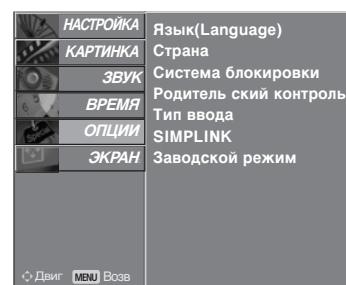 НАСТРОЙКА
КАРТИНКА
ЗВУК
ВРЕМЯ
ОПЦИИ
ЭКРАН
Язык(Language)
Страна
Система блокировки
Родитель ский контроль
Тип ввода
SIMPLINK
Заводской режим
Двиг MENU Возв